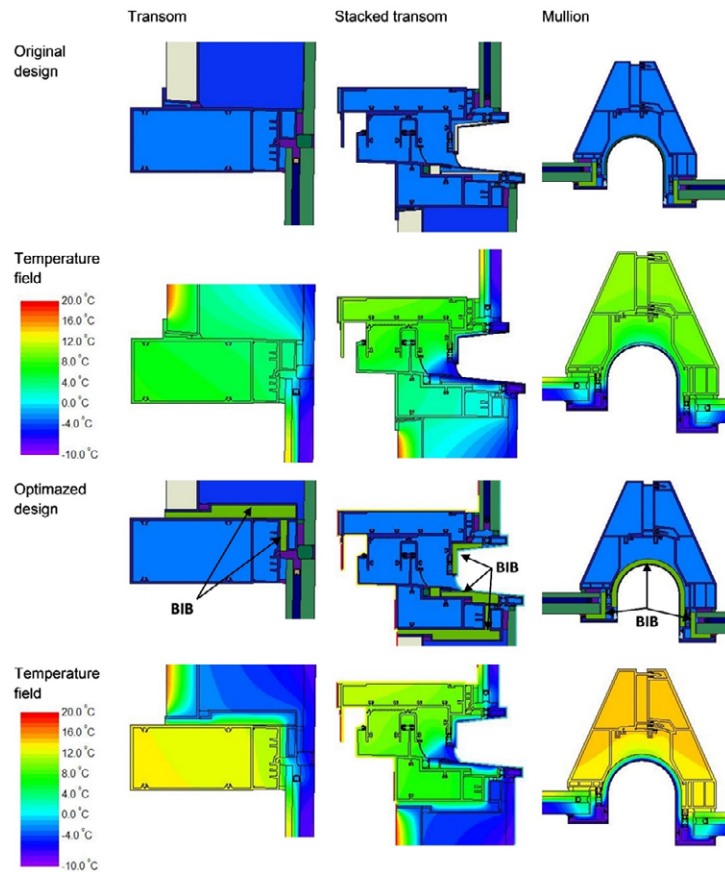 Transom Stacked transom Mullion
Original
design
Temperature
field
20.0 °C
16.0 °C
12.0 °C
8.0 °C
4.0 °C
0.0 °C
-4.0 °C
-10.0 °C
Optimazed
design
BIB
BIB
BIB
Temperature
field
20.0 °C
16.0 °C
12.0 °C
8.0 °C
4.0 °C
0.0 °C
-4.0 °C
-10.0 °C